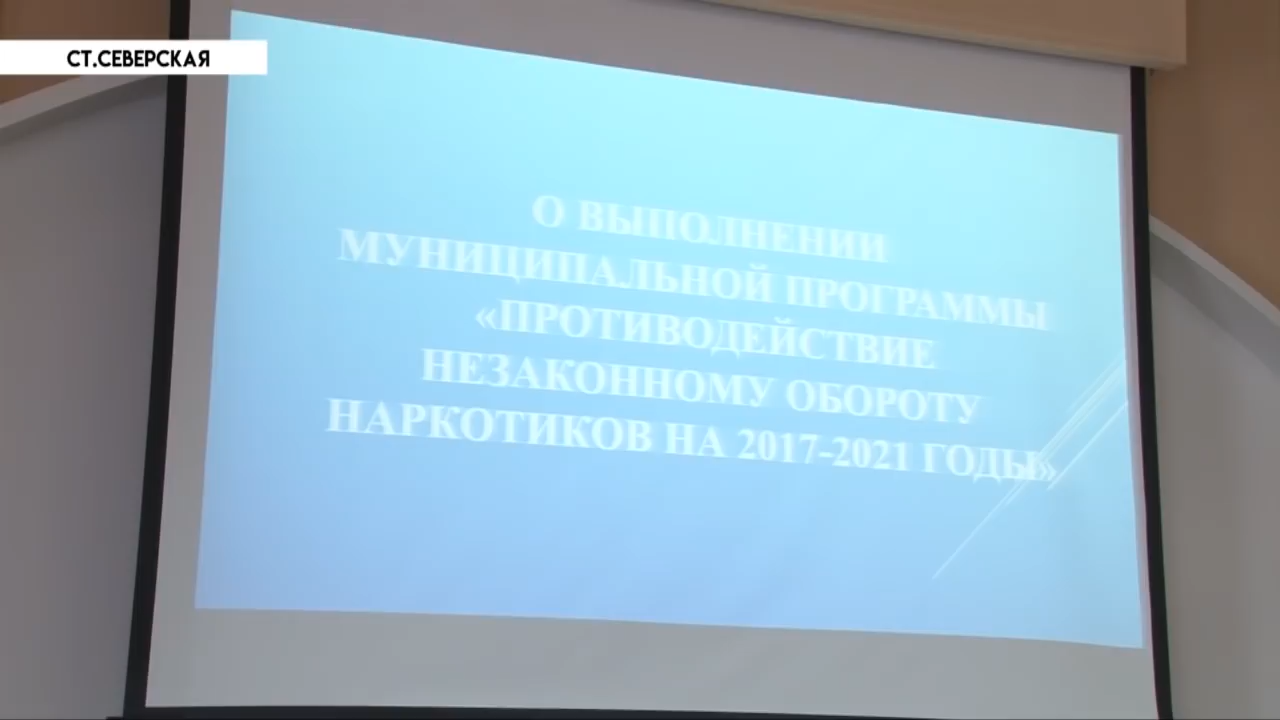 СТ.СЕВЕРСКАЯ
О ВЫПОЛНЕНИИ
МУНИЦИПАЛЬНОЙ ПРОГРАММЫ
«ПРОТИВОДЕЙСТВИЕ
НЕЗАКОННОМУ ОБОРОТУ
НАРКОТИКОВ НА 2017-2021 ГОДЫ»